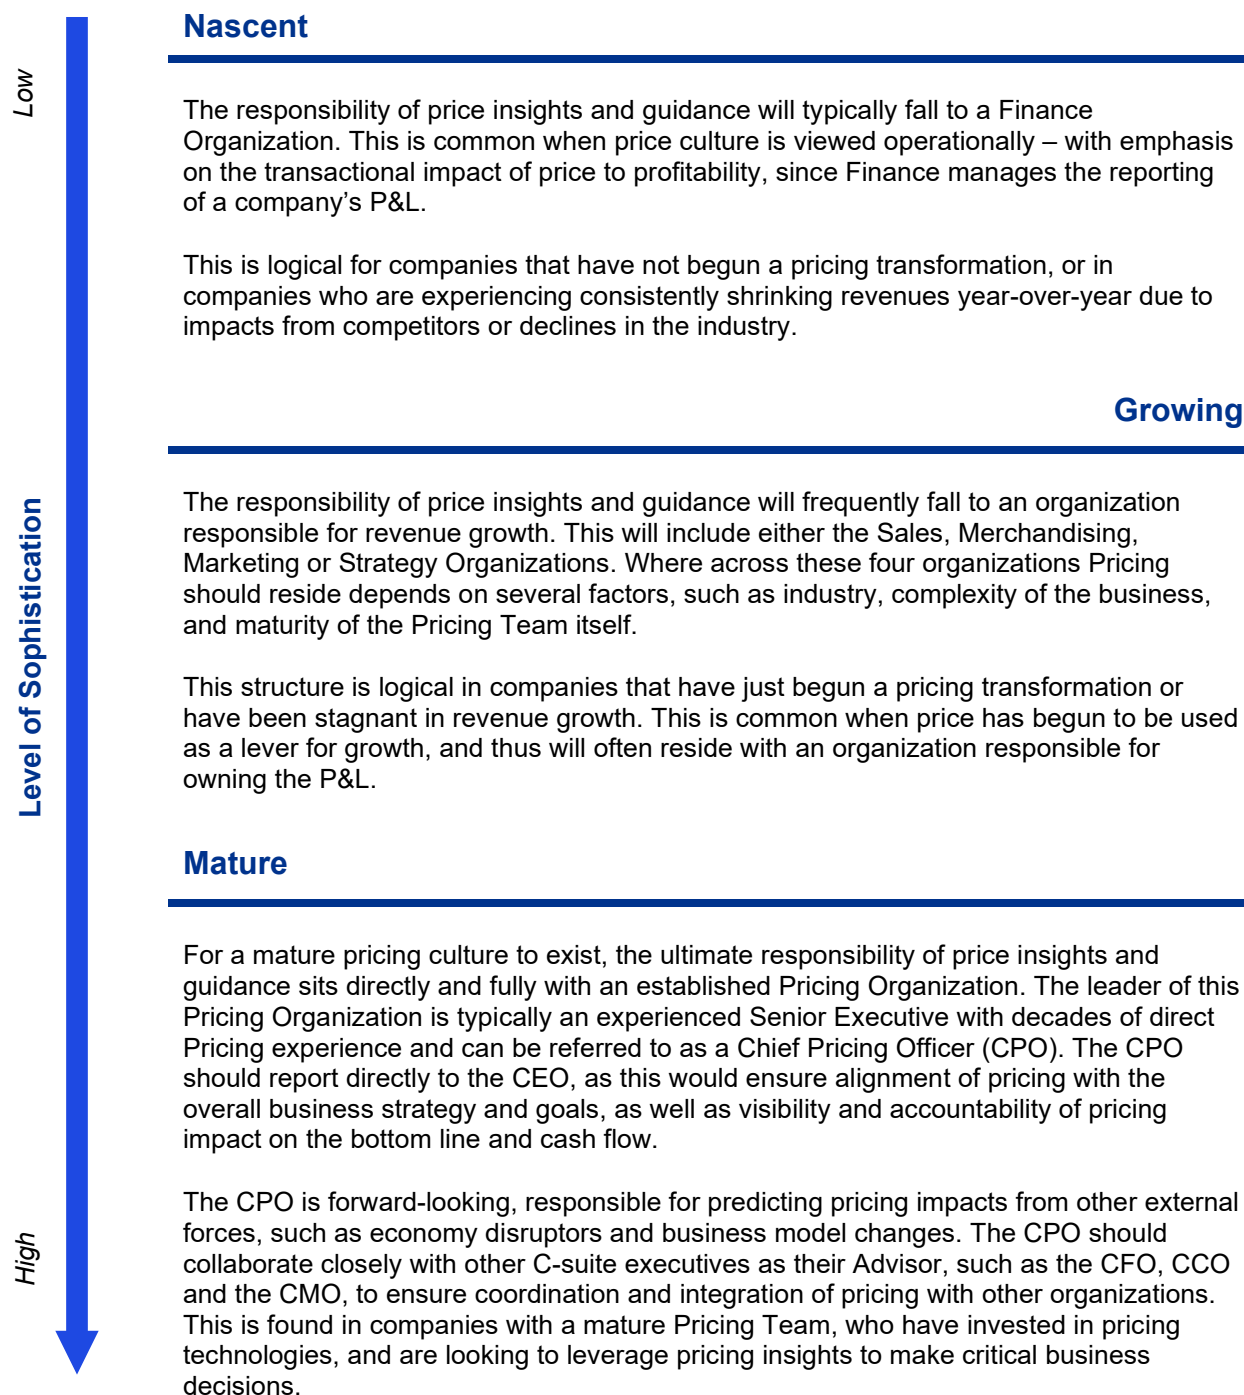 Nascent
Low
The responsibility of price insights and guidance will typically fall to a Finance
Organization. This is common when price culture is viewed operationally – with emphasis
on the transactional impact of price to profitability, since Finance manages the reporting
of a company’s P&L.
This is logical for companies that have not begun a pricing transformation, or in
companies who are experiencing consistently shrinking revenues year-over-year due to
impacts from competitors or declines in the industry.
Growing
Level of Sophistication
The responsibility of price insights and guidance will frequently fall to an organization
responsible for revenue growth. This will include either the Sales, Merchandising,
Marketing or Strategy Organizations. Where across these four organizations Pricing
should reside depends on several factors, such as industry, complexity of the business,
and maturity of the Pricing Team itself.
This structure is logical in companies that have just begun a pricing transformation or
have been stagnant in revenue growth. This is common when price has begun to be used
as a lever for growth, and thus will often reside with an organization responsible for
owning the P&L.
Mature
For a mature pricing culture to exist, the ultimate responsibility of price insights and
guidance sits directly and fully with an established Pricing Organization. The leader of this
Pricing Organization is typically an experienced Senior Executive with decades of direct
Pricing experience and can be referred to as a Chief Pricing Officer (CPO). The CPO
should report directly to the CEO, as this would ensure alignment of pricing with the
overall business strategy and goals, as well as visibility and accountability of pricing
impact on the bottom line and cash flow.
High
The CPO is forward-looking, responsible for predicting pricing impacts from other external
forces, such as economy disruptors and business model changes. The CPO should
collaborate closely with other C-suite executives as their Advisor, such as the CFO, CCO
and the CMO, to ensure coordination and integration of pricing with other organizations.
This is found in companies with a mature Pricing Team, who have invested in pricing
technologies, and are looking to leverage pricing insights to make critical business
decisions.